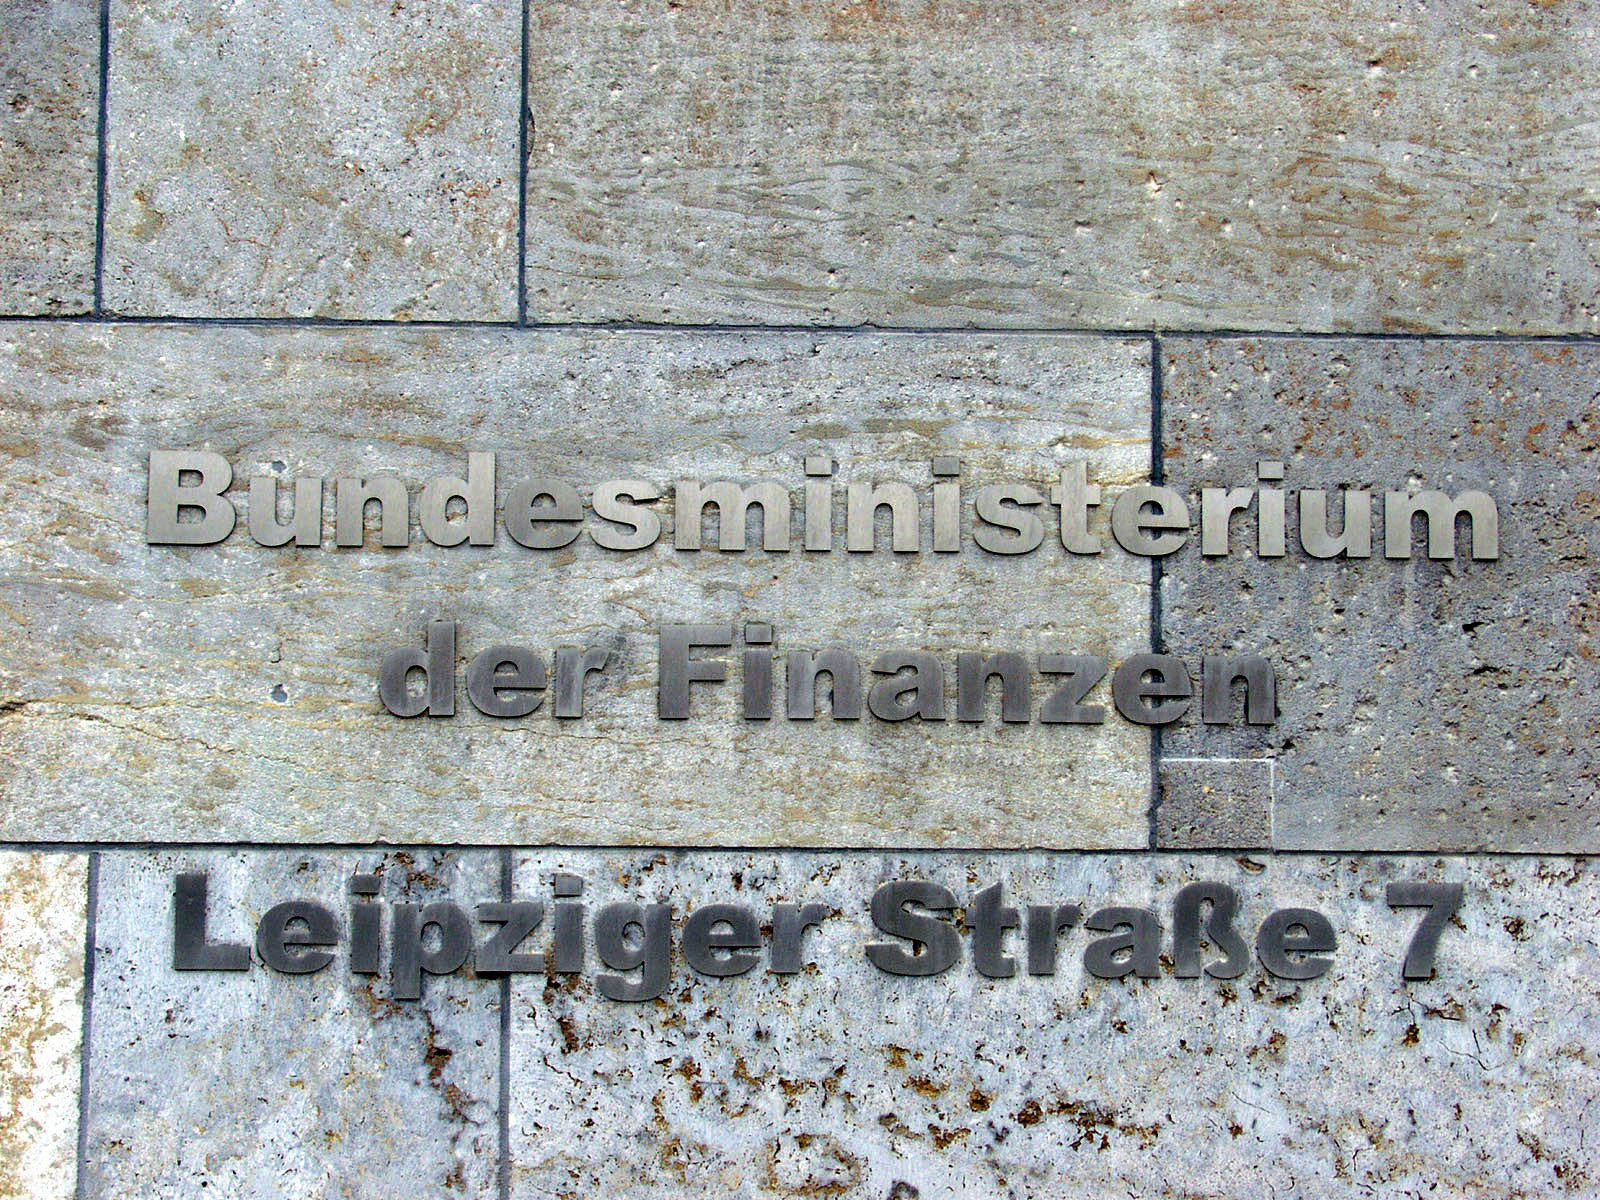 Bundesministerium
der Finanzen
Leipziger Straße 7